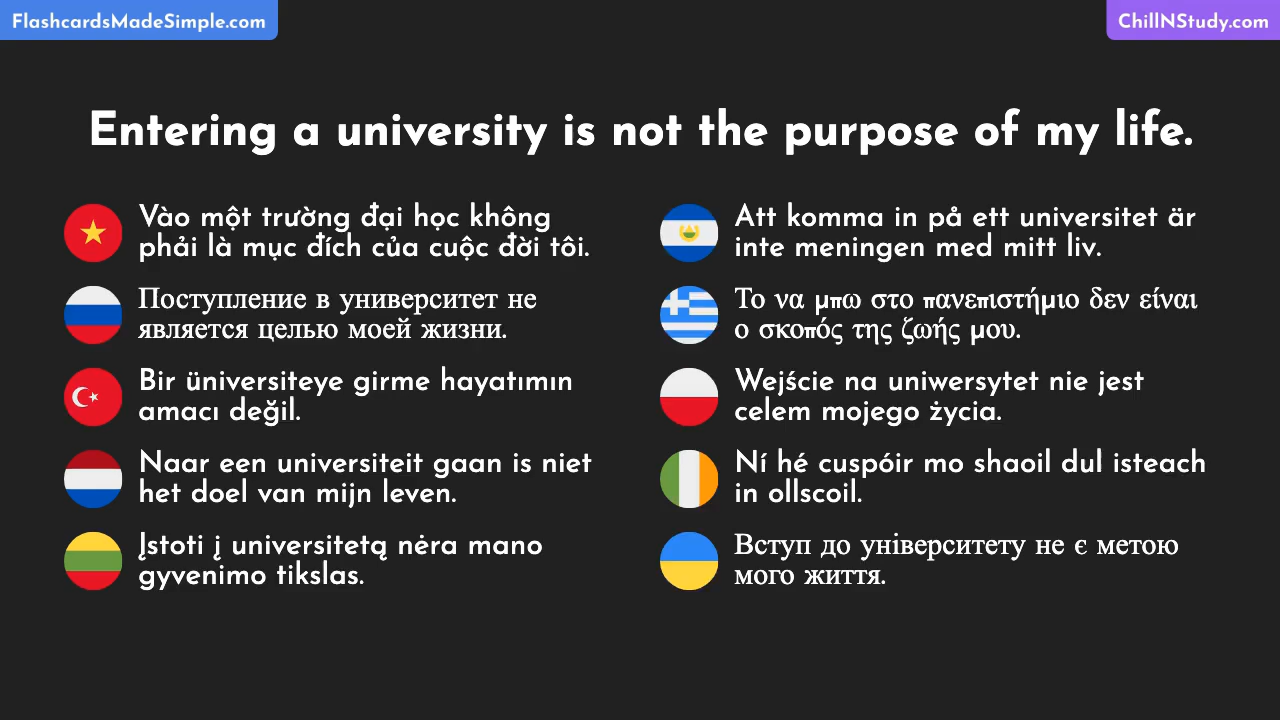 FlashcardsMadeSimple.com
ChillNStudy.com
Entering a university is not the purpose of my life.
Vào một trường đại học không
phải là mục đích của cuộc đời tôi.
Поступление в университет не
является целью моей жизни.
Bir üniversiteye girme hayatımın
amacı değil.
Naar een universiteit gaan is niet
het doel van mijn leven.
Įstoti į universitetą nėra mano
gyvenimo tikslas.
Att komma in på ett universitet är
inte meningen med mitt liv.
Το να μπω στο πανεπιστήμιο δεν είναι
ο σκοπός της ζωής μου.
Wejście na uniwersytet nie jest
celem mojego życia.
Ní hé cuspóir mo shaoil dul isteach
in ollscoil.
Вступ до університету не є метою
мого життя.